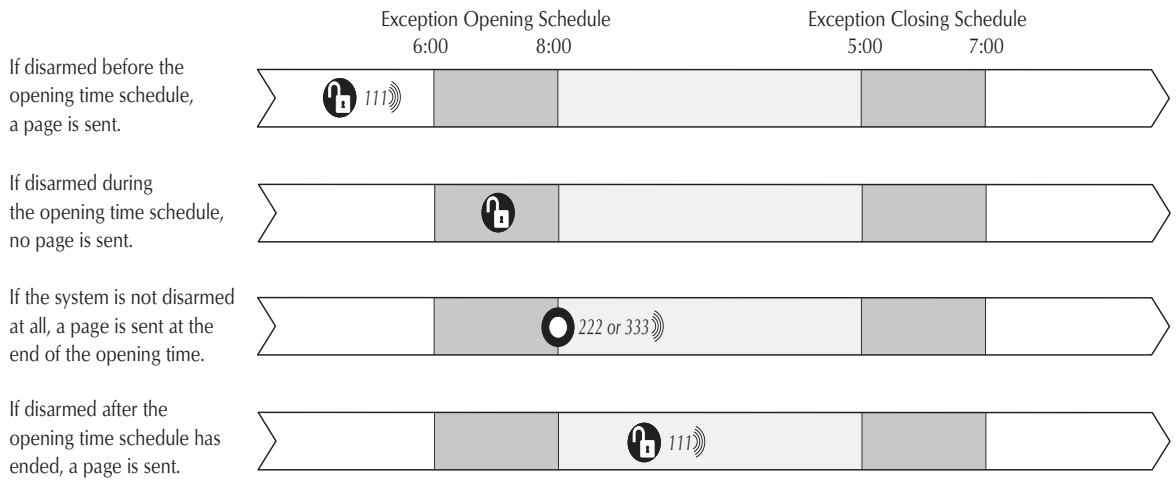 Exception Opening Schedule
Exception Closing Schedule
6:00
8:00
5:00
7:00
If disarmed before the
opening time schedule,
a page is sent.
111
If disarmed during
the opening time schedule,
no page is sent.
If the system is not disarmed
at all, a page is sent at the
end of the opening time.
222 or 333
If disarmed after the
opening time schedule has
ended, a page is sent.
111